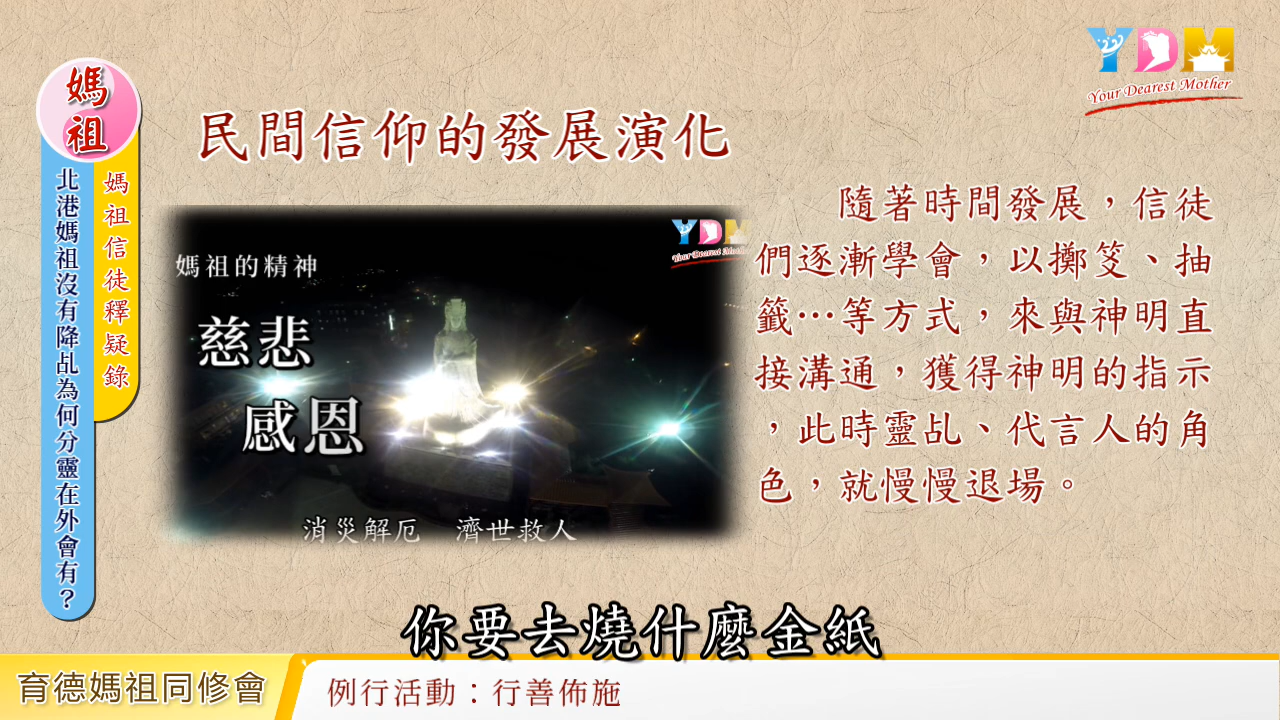 YDM
Your Dearest Mother
媽祖
媽祖信徒釋疑錄
北港媽祖沒有降乩為何分靈在外會有？
民間信仰的發展演化
YDM
Your Dearest Mother
媽祖的精神
慈悲
感恩
消災解厄　濟世救人
隨著時間發展，信徒
們逐漸學會，以擲筊、抽
籤…等方式，來與神明直
接溝通，獲得神明的指示
，此時靈乩、代言人的角
色，就慢慢退場。
你要去燒什麼金紙
育德媽祖同修會
例行活動：行善佈施